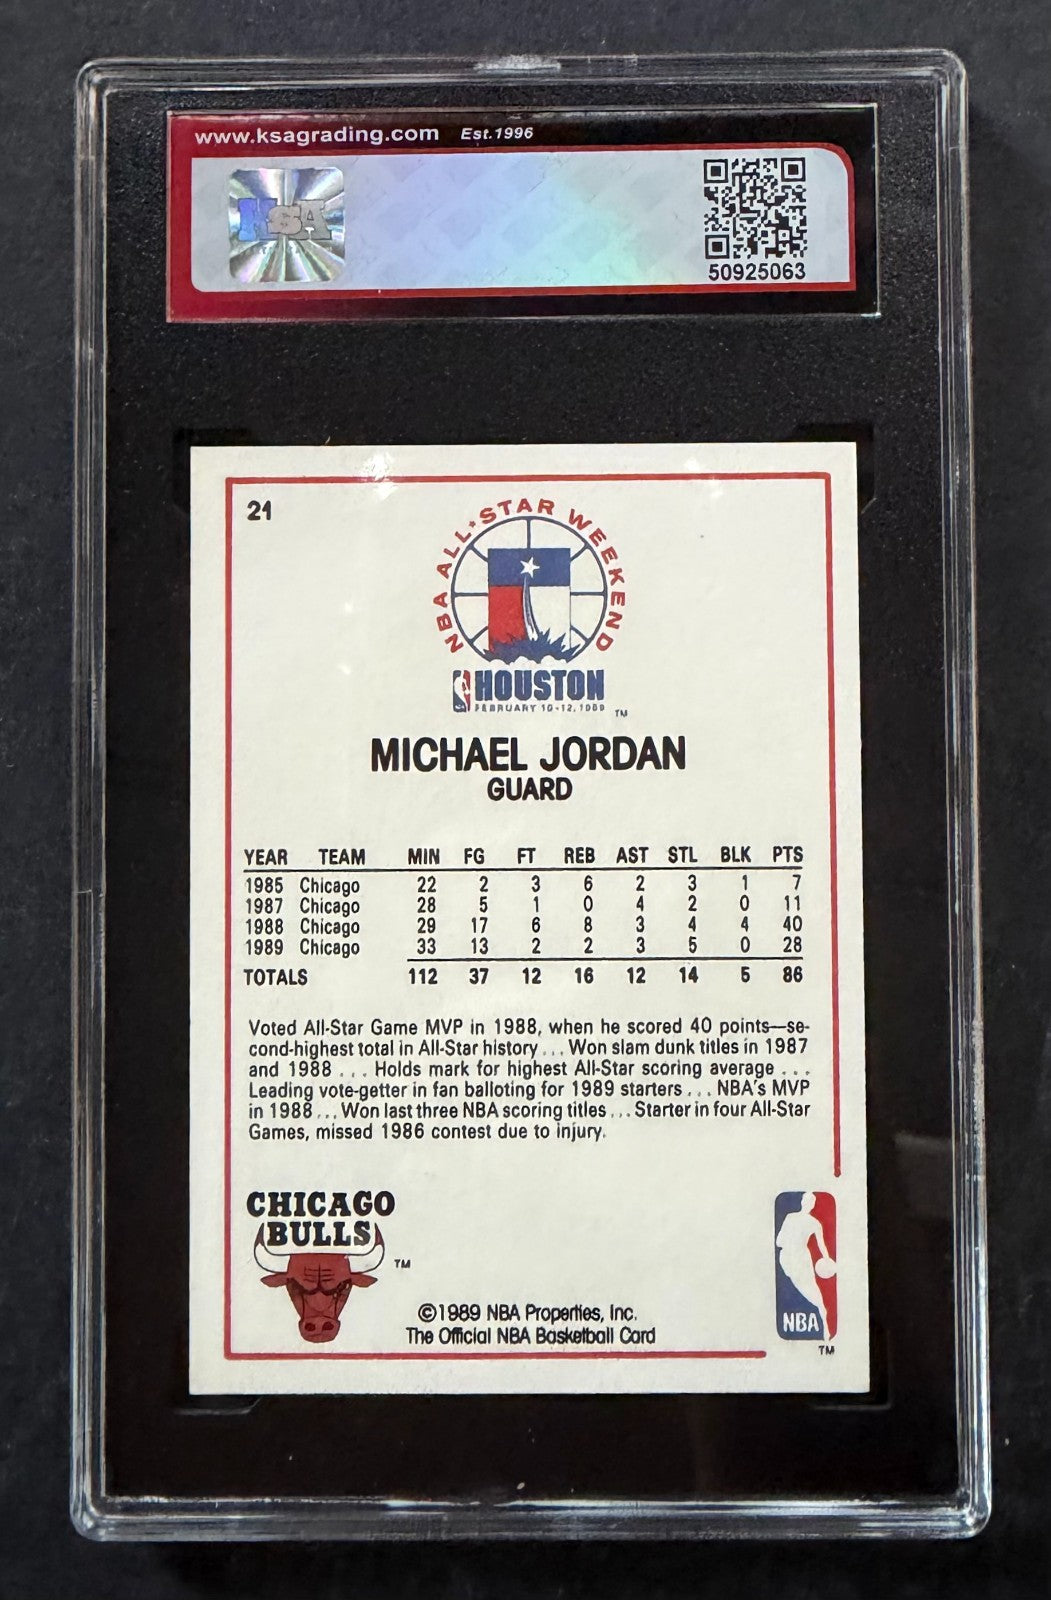 www.ksagrading.com Est.1996
KSA
50925063
21
NBA ALL★STAR WEEKEND
HOUSTON
FEBRUARY 10-12, 1989 TM
MICHAEL JORDAN
GUARD
YEAR TEAM MIN FG FT REB AST STL BLK PTS
1985 Chicago 22 2 3 6 2 3 1 7
1987 Chicago 28 5 1 0 4 2 0 11
1988 Chicago 29 17 6 8 3 4 4 40
1989 Chicago 33 13 2 2 3 5 0 28
TOTALS 112 37 12 16 12 14 5 86
Voted All-Star Game MVP in 1988, when he scored 40 points—se-
cond-highest total in All-Star history . . . Won slam dunk titles in 1987
and 1988 . . . Holds mark for highest All-Star scoring average . . .
Leading vote-getter in fan balloting for 1989 starters . . . NBA's MVP
in 1988 . . . Won last three NBA scoring titles . . . Starter in four All-Star
Games, missed 1986 contest due to injury.
CHICAGO
BULLS
TM
©1989 NBA Properties, Inc.
The Official NBA Basketball Card
NBA
TM